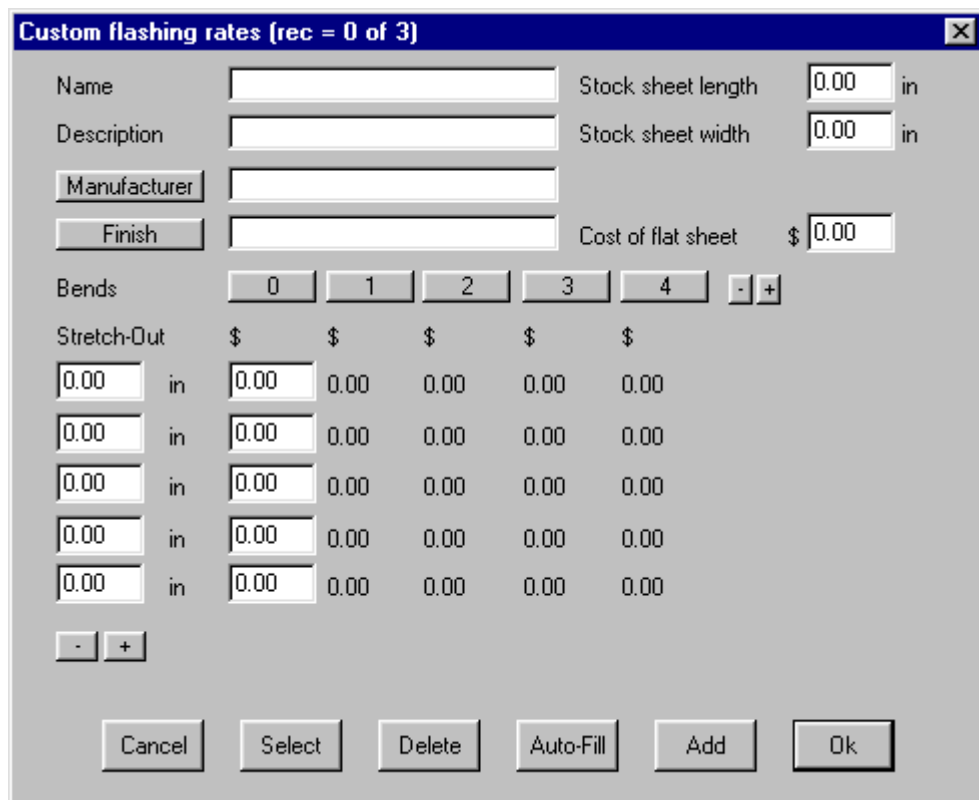 Custom flashing rates (rec = 0 of 3)
Name Stock sheet length 0.00 in
Description Stock sheet width 0.00 in
Manufacturer
Finish Cost of flat sheet $ 0.00
Bends 0 1 2 3 4 - +
Stretch-Out $ $ $ $ $
0.00 in 0.00 0.00 0.00 0.00 0.00
0.00 in 0.00 0.00 0.00 0.00 0.00
0.00 in 0.00 0.00 0.00 0.00 0.00
0.00 in 0.00 0.00 0.00 0.00 0.00
0.00 in 0.00 0.00 0.00 0.00 0.00
- +
Cancel Select Delete Auto-Fill Add Ok